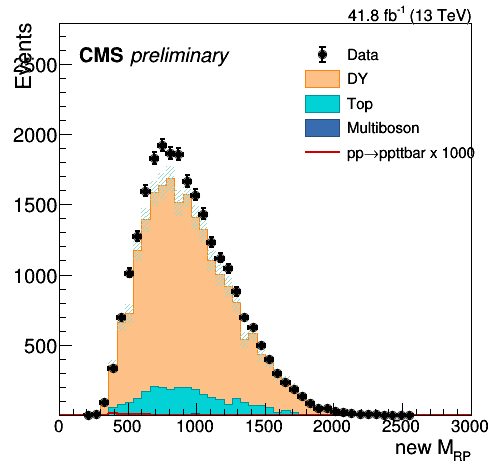 41.8 fb⁻¹ (13 TeV)
Events
CMS preliminary
Data
DY
Top
Multiboson
pp→ppttbar x 1000
2500
2000
1500
1000
500
0 500 1000 1500 2000 2500 3000
new M_RP